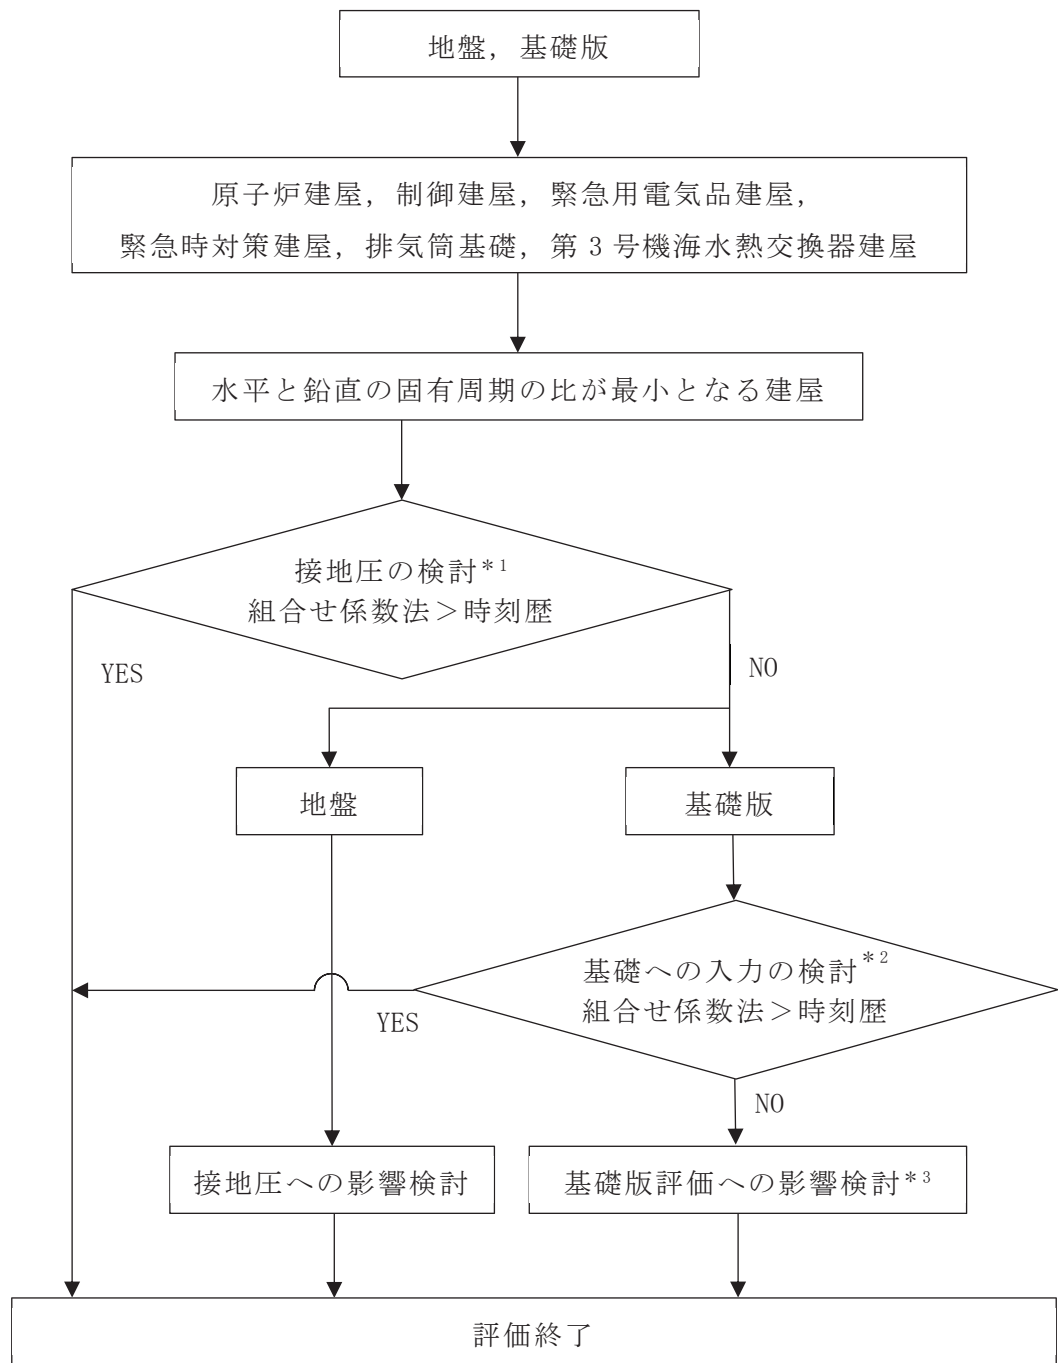 地盤，基礎版
原子炉建屋，制御建屋，緊急用電気品建屋，
緊急時対策建屋，排気筒基礎，第3号機海水熱交換器建屋
水平と鉛直の固有周期の比が最小となる建屋
接地圧の検討*1
組合せ係数法＞時刻歴
YES
NO
地盤
基礎版
基礎への入力の検討*2
組合せ係数法＞時刻歴
YES
NO
接地圧への影響検討
基礎版評価への影響検討*3
評価終了